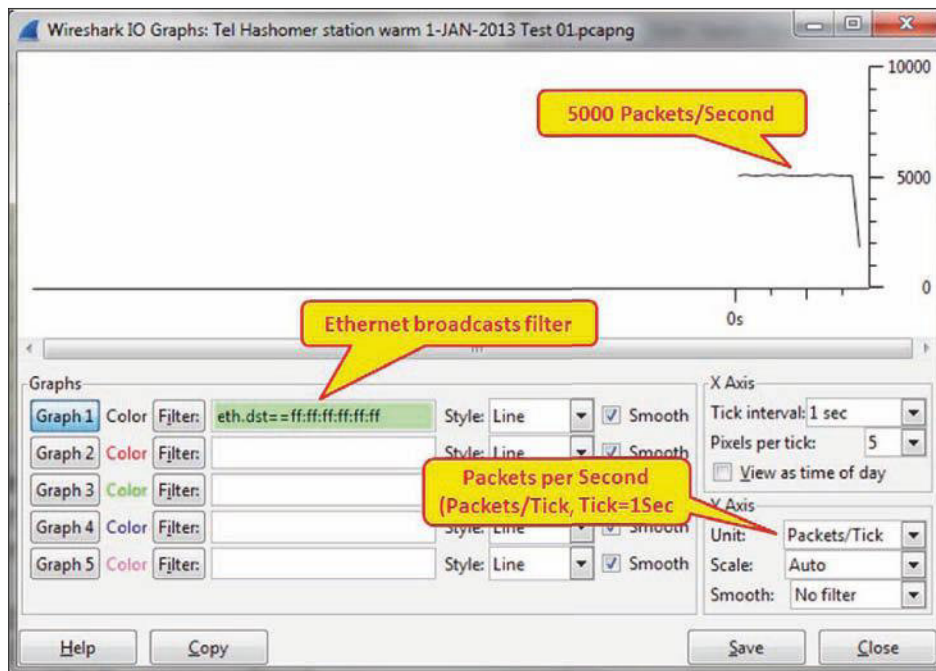 Wireshark IO Graphs: Tel Hashomer station warm 1-JAN-2013 Test 01.pcapng
10000
5000 Packets/Second
5000
0
0s
Ethernet broadcasts filter
Graphs
Graph 1 Color Filter: eth.dst==ff:ff:ff:ff:ff:ff Style: Line Smooth
Graph 2 Color Filter: Style: Line Smooth
Graph 3 Color Filter:
Graph 4 Color Filter: Style: Line Smooth
Graph 5 Color Filter: Style: Line Smooth
X Axis
Tick interval: 1 sec
Pixels per tick: 5
View as time of day
Packets per Second
(Packets/Tick, Tick=1Sec
Y Axis
Unit: Packets/Tick
Scale: Auto
Smooth: No filter
Help Copy Save Close